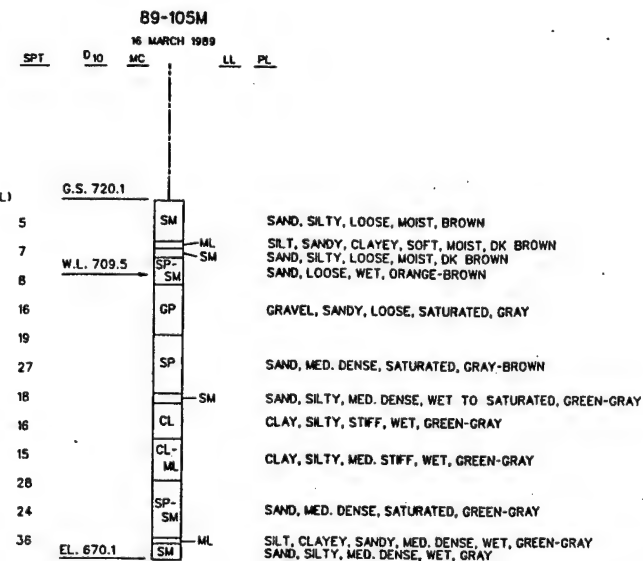 89-105M
16 MARCH 1989
SPT D10 MC LL PL
G.S. 720.1
L)
5 SM SAND, SILTY, LOOSE, MOIST, BROWN
ML SILT, SANDY, CLAYEY, SOFT, MOIST, DK BROWN
7 SM SAND, SILTY, LOOSE, MOIST, DK BROWN
W.L. 709.5 SP-
8 SM SAND, LOOSE, WET, ORANGE-BROWN
16 GP GRAVEL, SANDY, LOOSE, SATURATED, GRAY
19
27 SP SAND, MED. DENSE, SATURATED, GRAY-BROWN
18 SM SAND, SILTY, MED. DENSE, WET TO SATURATED, GREEN-GRAY
16 CL CLAY, SILTY, STIFF, WET, GREEN-GRAY
15 CL-
ML CLAY, SILTY, MED. STIFF, WET, GREEN-GRAY
28
24 SP-
SM SAND, MED. DENSE, SATURATED, GREEN-GRAY
36 ML SILT, CLAYEY, SANDY, MED. DENSE, WET, GREEN-GRAY
EL. 670.1 SM SAND, SILTY, MED. DENSE, WET, GRAY